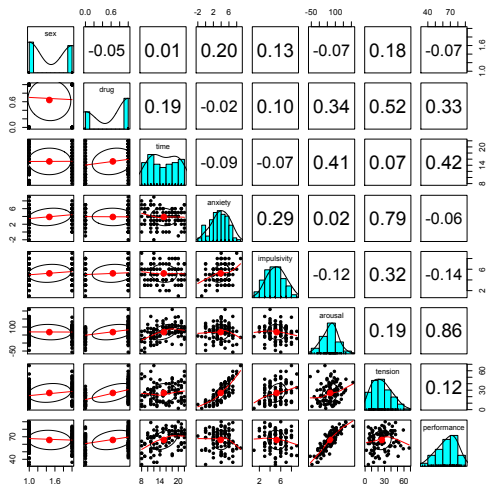 0.0 0.6 -2 2 6 -50 100 40 70
sex -0.05 0.01 0.20 0.13 -0.07 0.18 -0.07 1.0 1.6
0.0 0.6 drug 0.19 -0.02 0.10 0.34 0.52 0.33
time -0.09 -0.07 0.41 0.07 0.42 8 14 20
-2 2 6 anxiety 0.29 0.02 0.79 -0.06
impulsivity -0.12 0.32 -0.14 2 6
-50 100 arousal 0.19 0.86
tension 0.12 0 30 60
40 60 performance
1.0 1.6 8 15 20 2 6 0 30 60